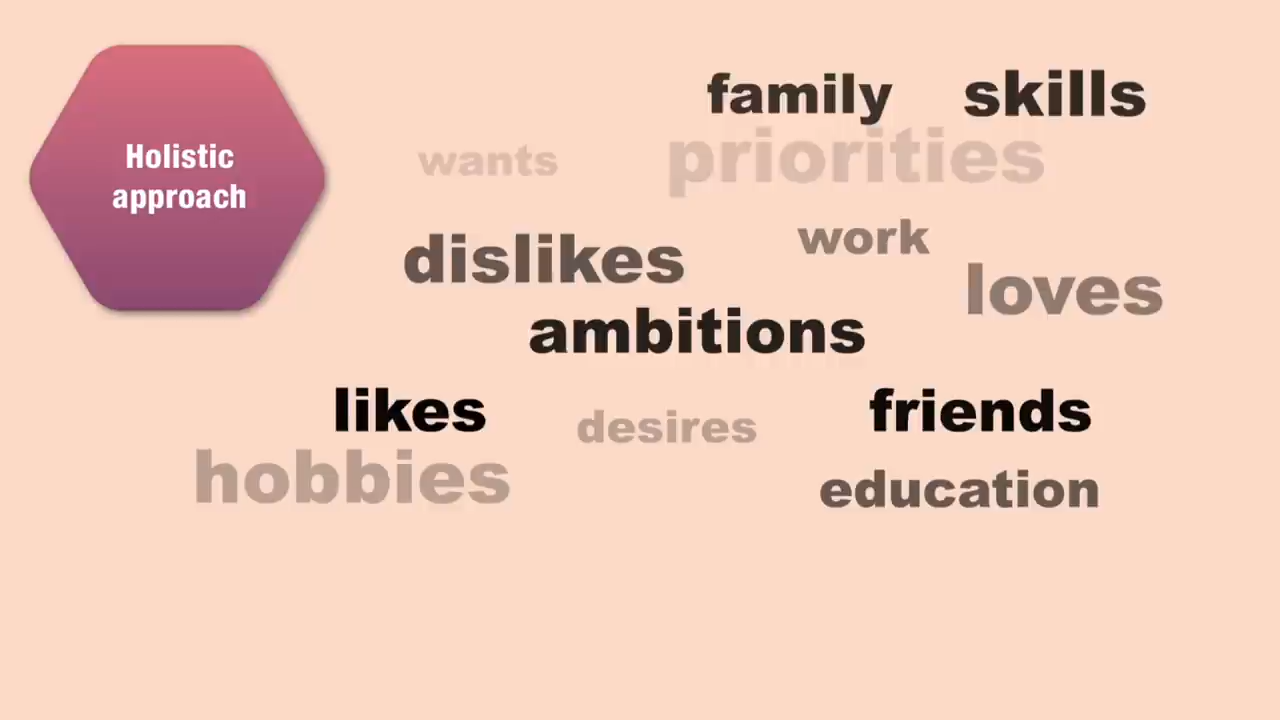 Holistic
approach
family
skills
wants
priorities
dislikes
work
loves
ambitions
likes
desires
friends
hobbies
education